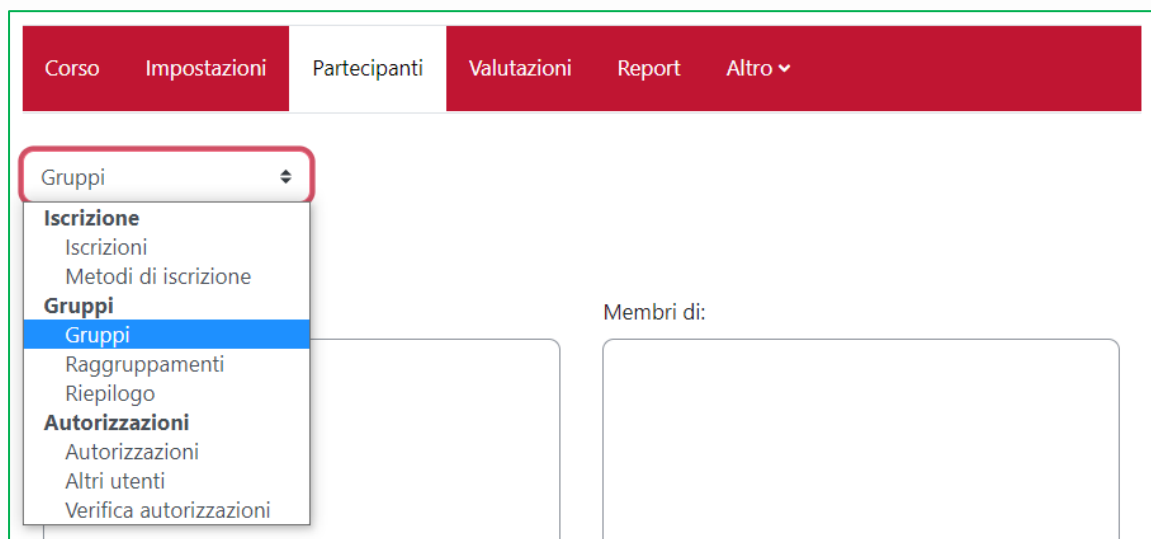 Corso Impostazioni Partecipanti Valutazioni Report Altro
Gruppi
Iscrizione
Iscrizioni
Metodi di iscrizione
Gruppi
Gruppi
Raggruppamenti
Riepilogo
Autorizzazioni
Autorizzazioni
Altri utenti
Verifica autorizzazioni
Membri di: